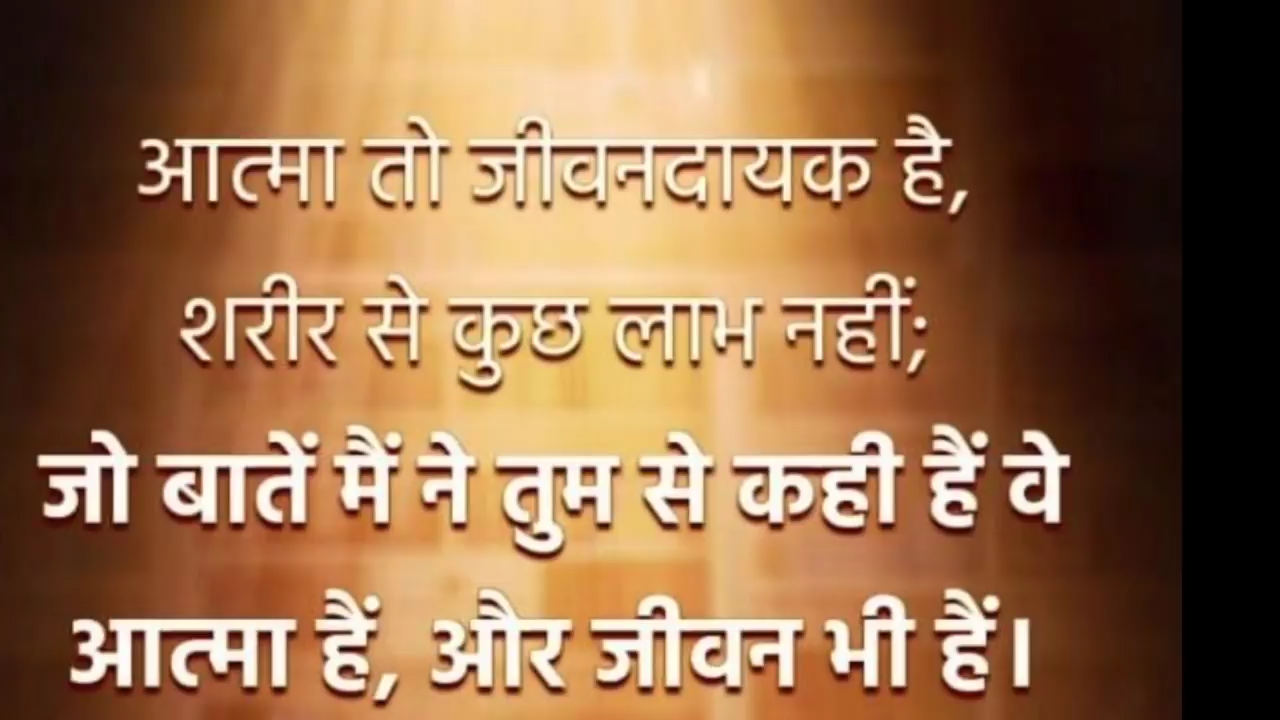 आत्मा तो जीवनदायक है,
शरीर से कुछ लाभ नहीं;
जो बातें मैं ने तुम से कही हैं वे
आत्मा हैं, और जीवन भी हैं।